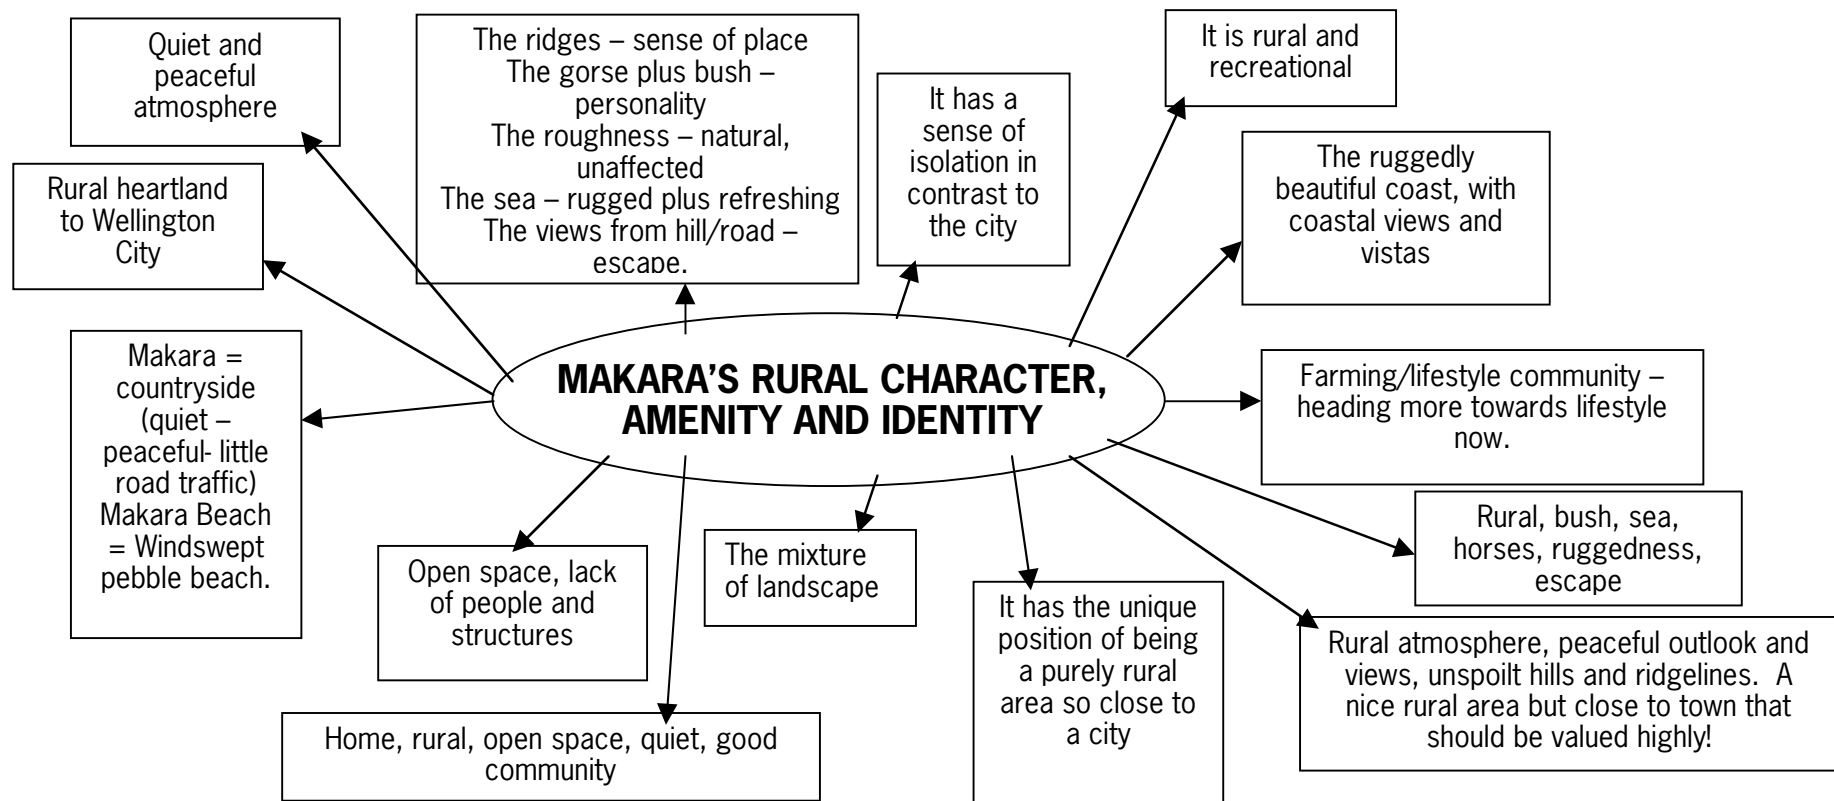 Quiet and
peaceful
atmosphere
The ridges – sense of place
The gorse plus bush –
personality
The roughness – natural,
unaffected
The sea – rugged plus refreshing
The views from hill/road –
escape.
It has a
sense of
isolation in
contrast to
the city
It is rural and
recreational
Rural heartland
to Wellington
City
The ruggedly
beautiful coast, with
coastal views and
vistas
Makara =
countryside
(quiet –
peaceful- little
road traffic)
Makara Beach
= Windswept
pebble beach.
MAKARA'S RURAL CHARACTER,
AMENITY AND IDENTITY
Farming/lifestyle community –
heading more towards lifestyle
now.
Rural, bush, sea,
horses, ruggedness,
escape
Open space, lack
of people and
structures
The mixture
of landscape
It has the unique
position of being
a purely rural
area so close to
a city
Rural atmosphere, peaceful outlook and
views, unspoilt hills and ridgelines.  A
nice rural area but close to town that
should be valued highly!
Home, rural, open space, quiet, good
community